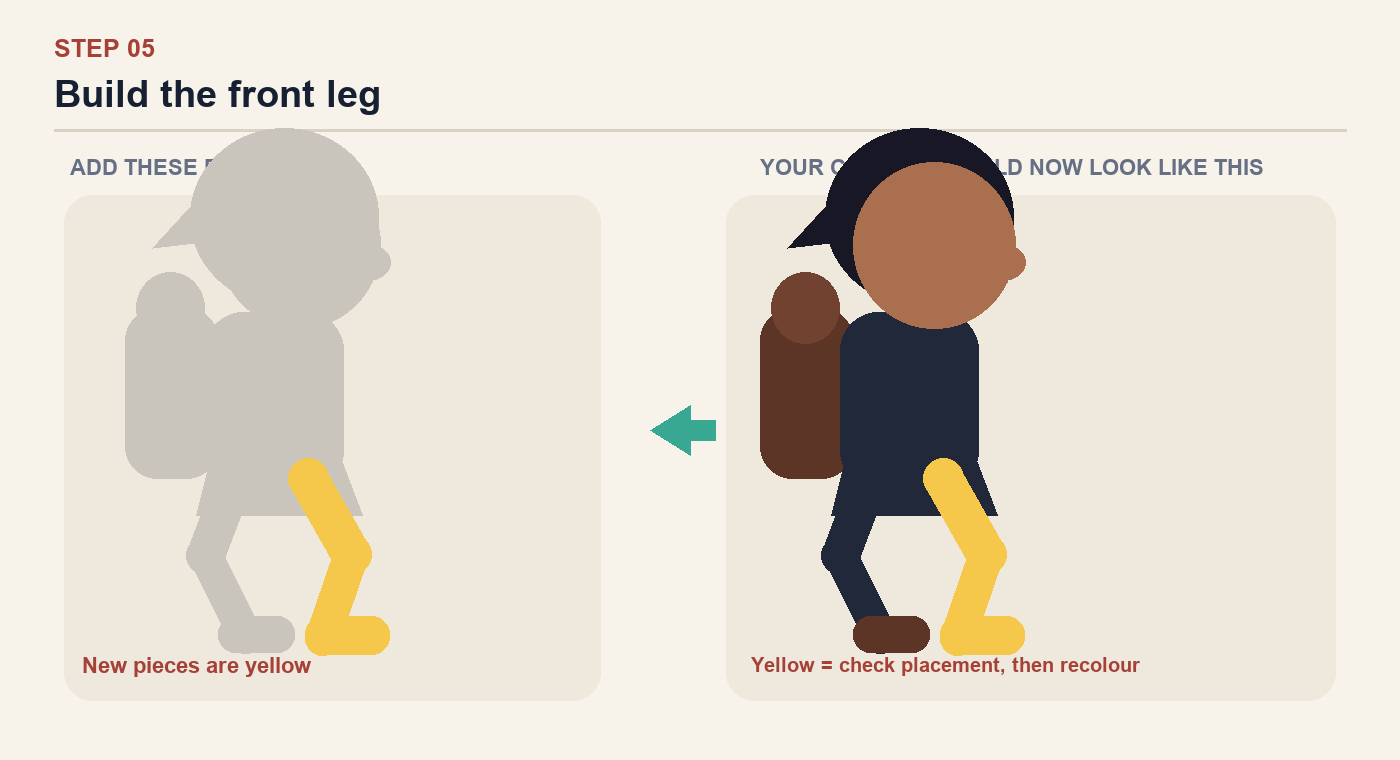 STEP 05
Build the front leg
ADD THESE
YOUR NOW LOOK LIKE THIS
New pieces are yellow
Yellow = check placement, then recolour